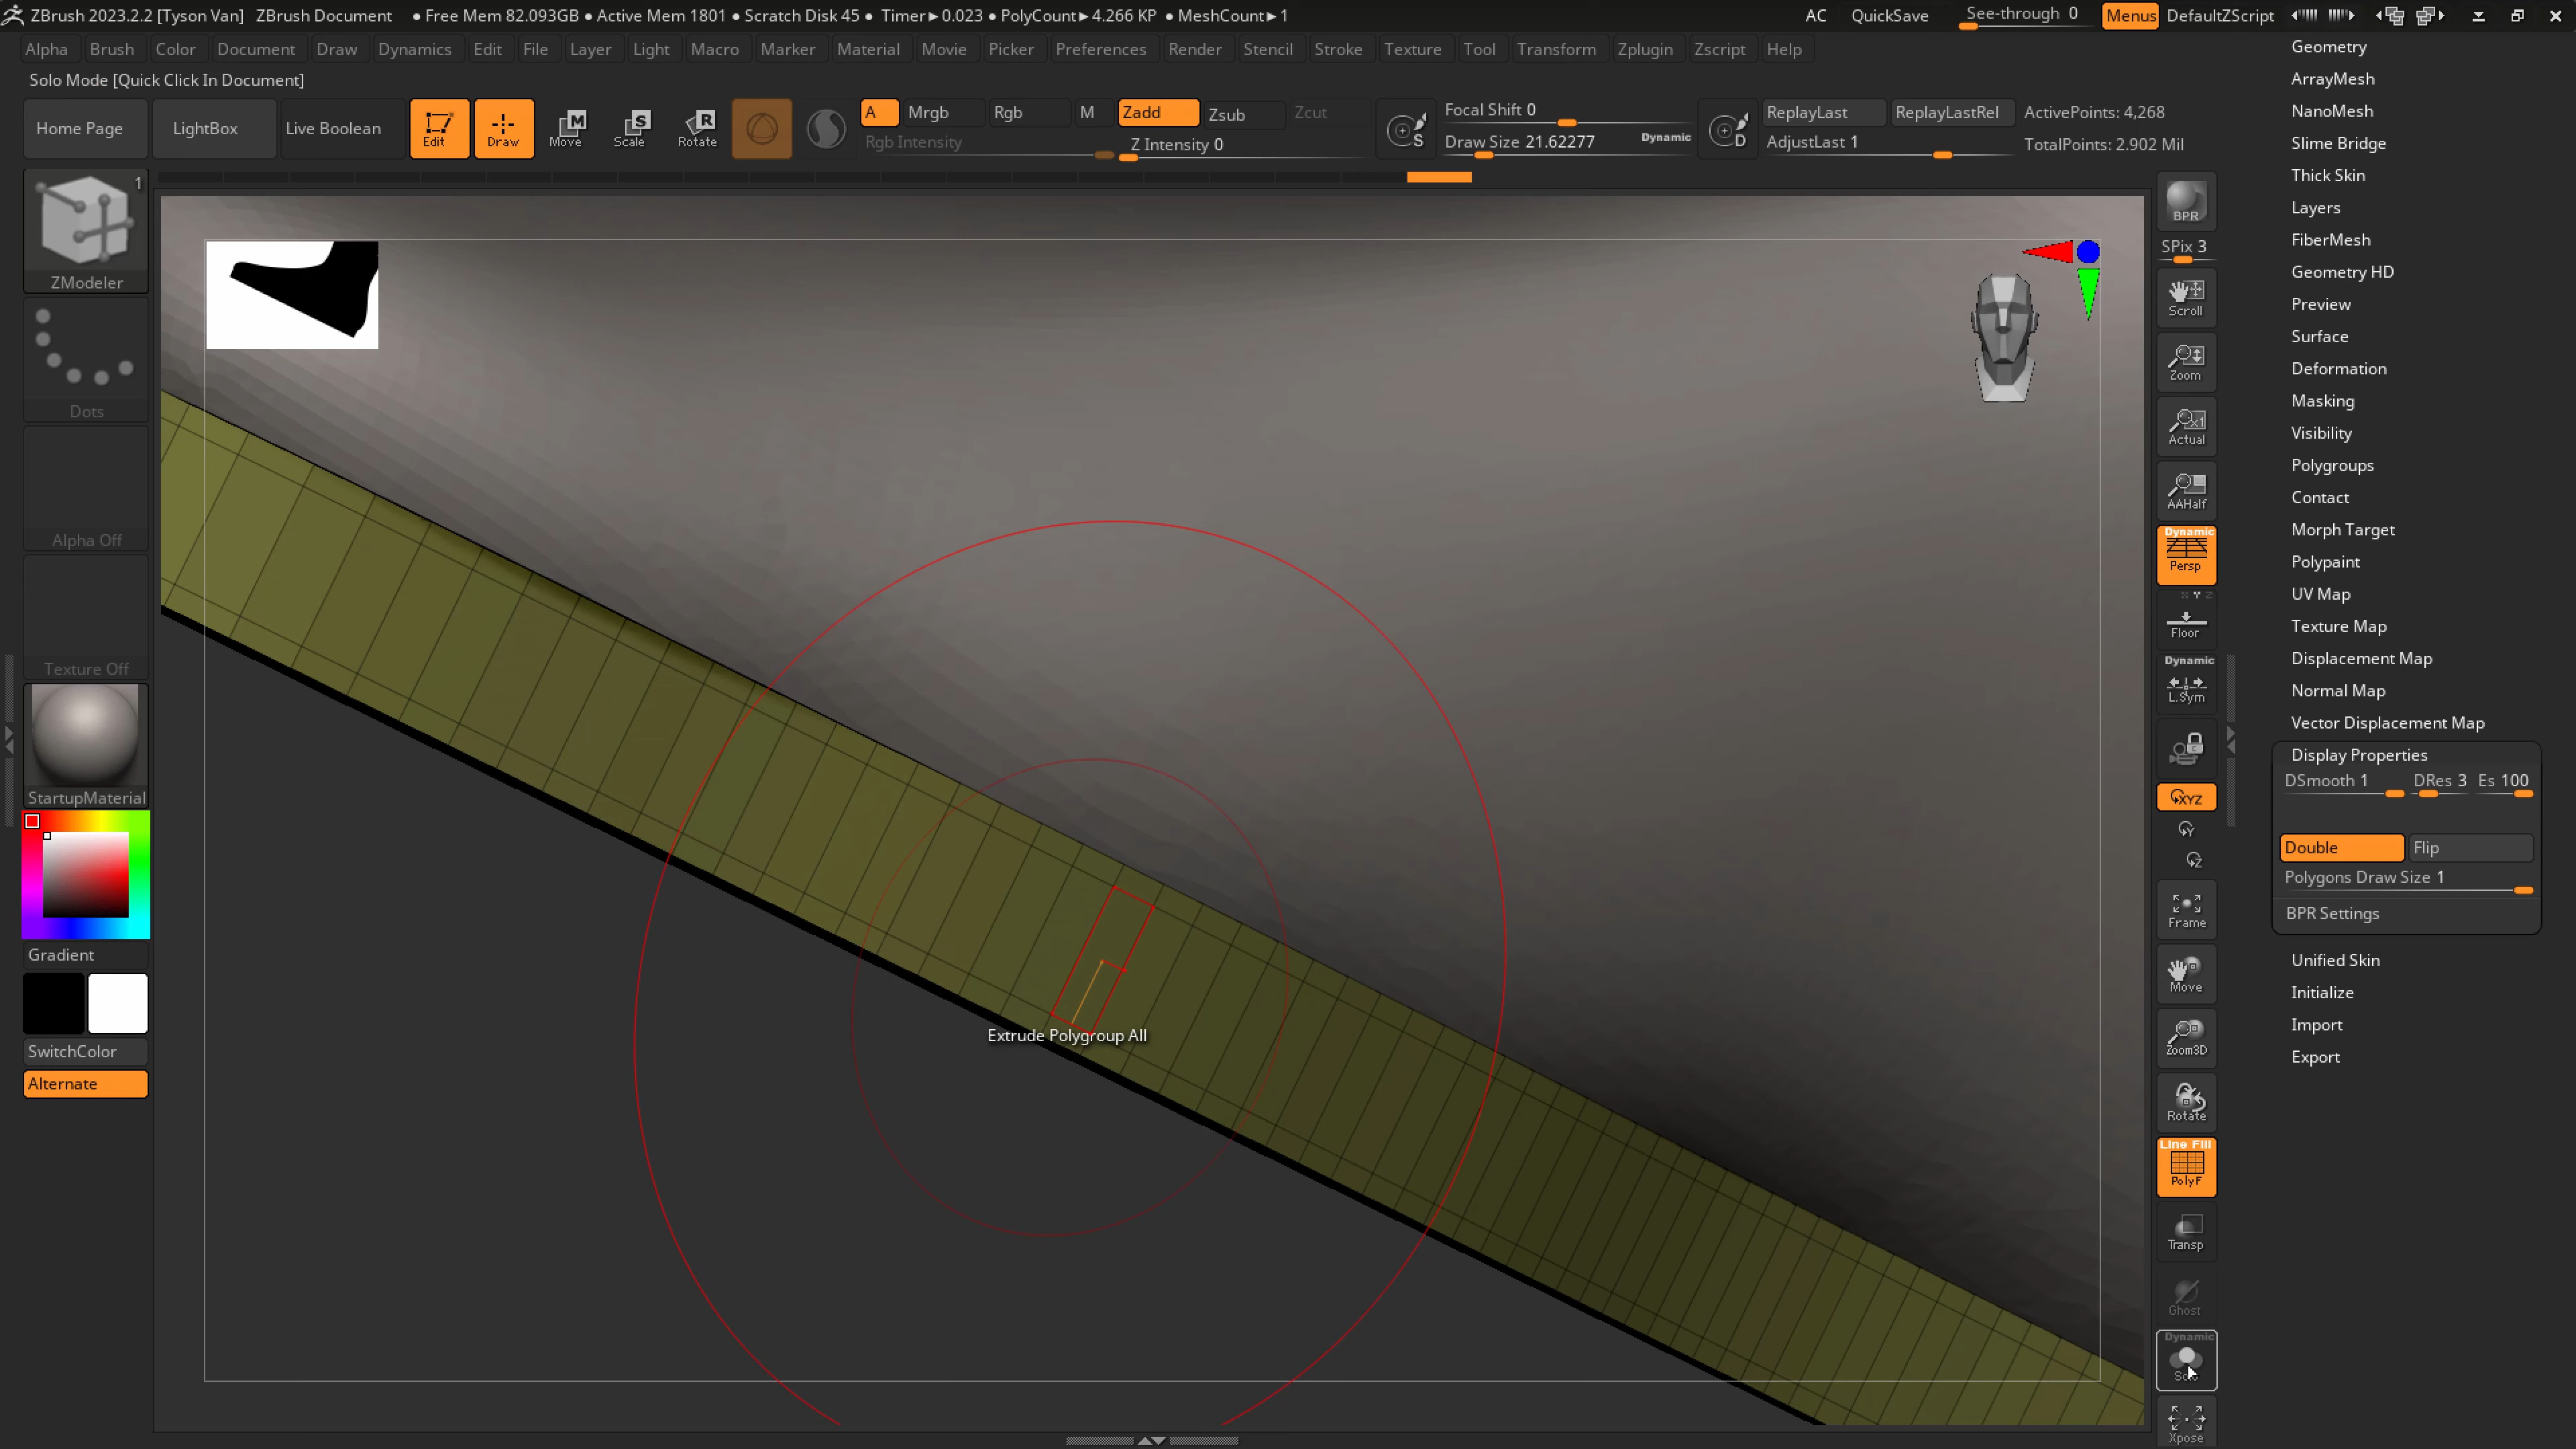 ZBrush 2023.2.2 [Tyson Van] ZBrush Document ● Free Mem 82.093GB ● Active Mem 1801 ● Scratch Disk 45 ● Timer►0.023 ● PolyCount►4.266 KP ● MeshCount►1 AC QuickSave See-through 0 Menus DefaultZScript
Alpha Brush Color Document Draw Dynamics Edit File Layer Light Macro Marker Material Movie Picker Preferences Render Stencil Stroke Texture Tool Transform Zplugin Zscript Help
Solo Mode [Quick Click In Document]
Home Page LightBox Live Boolean Edit Draw Move Scale Rotate
M S R
A Mrgb Rgb M Zadd Zsub Zcut
Rgb Intensity Z Intensity 0
S Focal Shift 0
Draw Size 21.62277 Dynamic
D ReplayLast ReplayLastRel ActivePoints: 4,268
AdjustLast 1 TotalPoints: 2.902 Mil
1
ZModeler
Dots
Alpha Off
Texture Off
StartupMaterial
Gradient
SwitchColor
Alternate
Extrude Polygroup All
BPR
SPix 3
Scroll
Zoom
x1
Actual
AAHalf
Dynamic
Persp
X Y Z
Floor
Dynamic
L.Sym
XYZ
Y
Z
Frame
Move
Zoom3D
Rotate
Line Fill
PolyF
Transp
Ghost
Dynamic
Solo
Xpose
Geometry
ArrayMesh
NanoMesh
Slime Bridge
Thick Skin
Layers
FiberMesh
Geometry HD
Preview
Surface
Deformation
Masking
Visibility
Polygroups
Contact
Morph Target
Polypaint
UV Map
Texture Map
Displacement Map
Normal Map
Vector Displacement Map
Display Properties
DSmooth 1 DRes 3 Es 100
Double Flip
Polygons Draw Size 1
BPR Settings
Unified Skin
Initialize
Import
Export